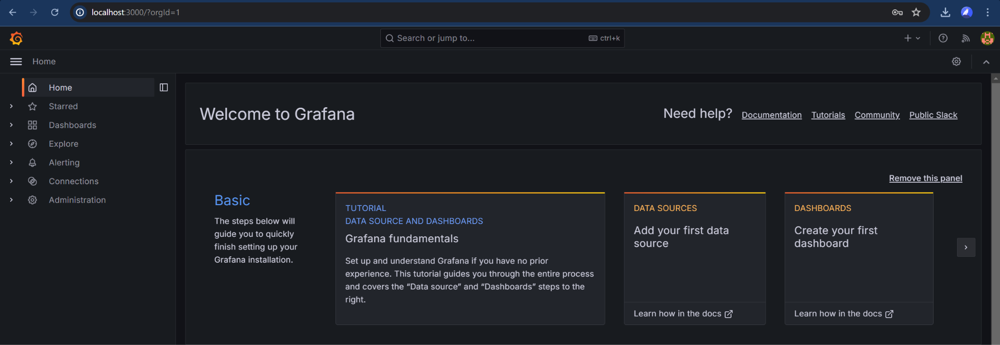 localhost:3000/?orgId=1
Search or jump to...
ctrl+k
Home
Home
Starred
Dashboards
Explore
Alerting
Connections
Administration
Welcome to Grafana
Need help?
Documentation
Tutorials
Community
Public Slack
Remove this panel
Basic
The steps below will
guide you to quickly
finish setting up your
Grafana installation.
TUTORIAL
DATA SOURCE AND DASHBOARDS
Grafana fundamentals
Set up and understand Grafana if you have no prior
experience. This tutorial guides you through the entire process
and covers the “Data source” and “Dashboards” steps to the
right.
DATA SOURCES
Add your first data
source
Learn how in the docs
DASHBOARDS
Create your first
dashboard
Learn how in the docs